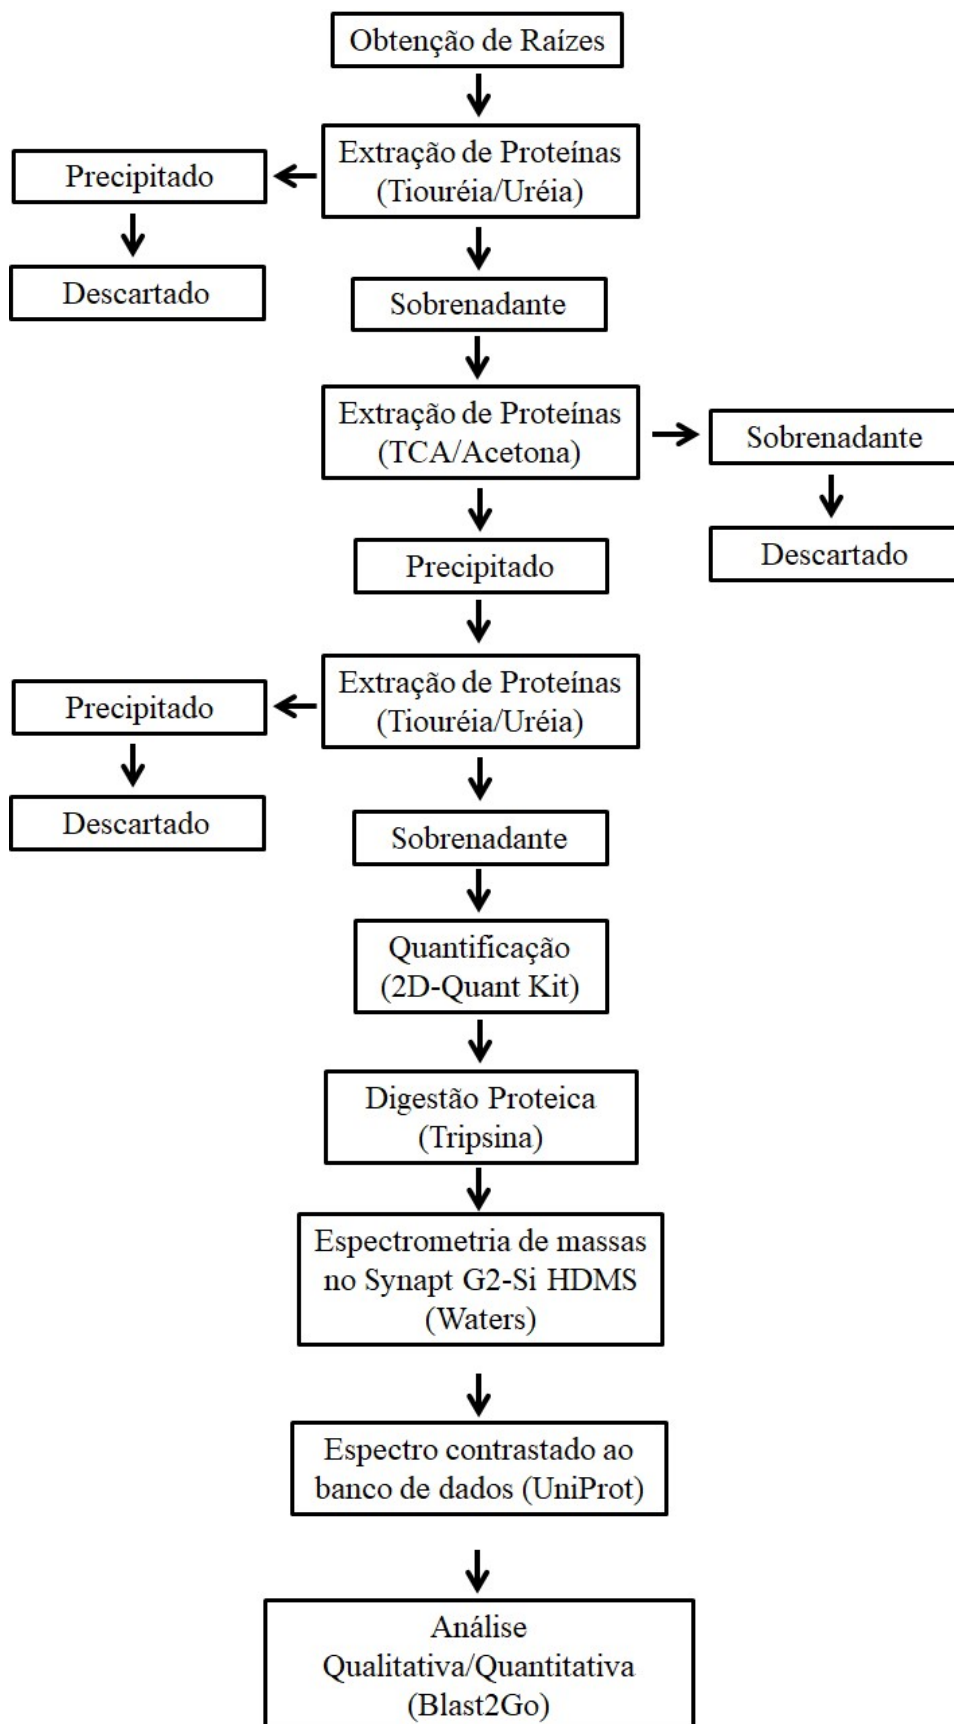 Obtenção de Raízes
Extração de Proteínas
(Tiouréia/Uréia)
Precipitado
Descartado
Sobrenadante
Extração de Proteínas
(TCA/Acetona)
Sobrenadante
Descartado
Precipitado
Extração de Proteínas
(Tiouréia/Uréia)
Precipitado
Descartado
Sobrenadante
Quantificação
(2D-Quant Kit)
Digestão Proteica
(Tripsina)
Espectrometria de massas
no Synapt G2-Si HDMS
(Waters)
Espectro contrastado ao
banco de dados (UniProt)
Análise
Qualitativa/Quantitativa
(Blast2Go)